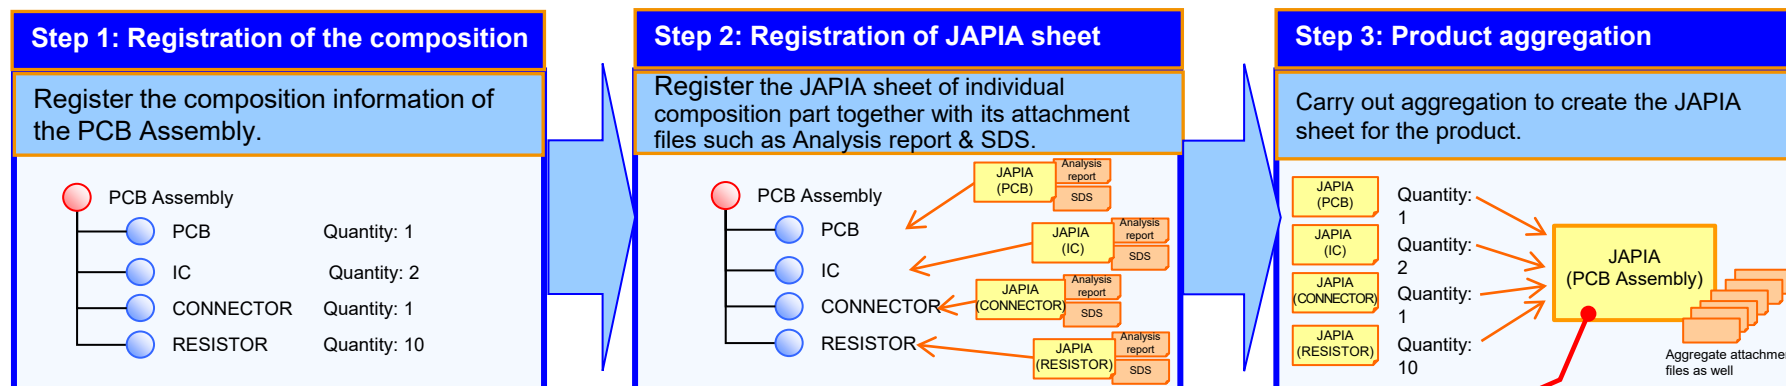 Step 1: Registration of the composition
Register the composition information of
the PCB Assembly.
PCB Assembly
PCB Quantity: 1
IC Quantity: 2
CONNECTOR Quantity: 1
RESISTOR Quantity: 10
Step 2: Registration of JAPIA sheet
Register the JAPIA sheet of individual
composition part together with its attachment
files such as Analysis report & SDS.
PCB Assembly
PCB
IC
CONNECTOR
RESISTOR
JAPIA
(PCB)
Analysis
report
SDS
JAPIA
(IC)
Analysis
report
SDS
JAPIA
(CONNECTOR)
Analysis
report
SDS
JAPIA
(RESISTOR)
Analysis
report
SDS
Step 3: Product aggregation
Carry out aggregation to create the JAPIA
sheet for the product.
JAPIA
(PCB)
Quantity:
1
JAPIA
(IC)
Quantity:
2
JAPIA
(CONNECTOR)
Quantity:
1
JAPIA
(RESISTOR)
Quantity:
10
JAPIA
(PCB Assembly)
Aggregate attachmen
files as well